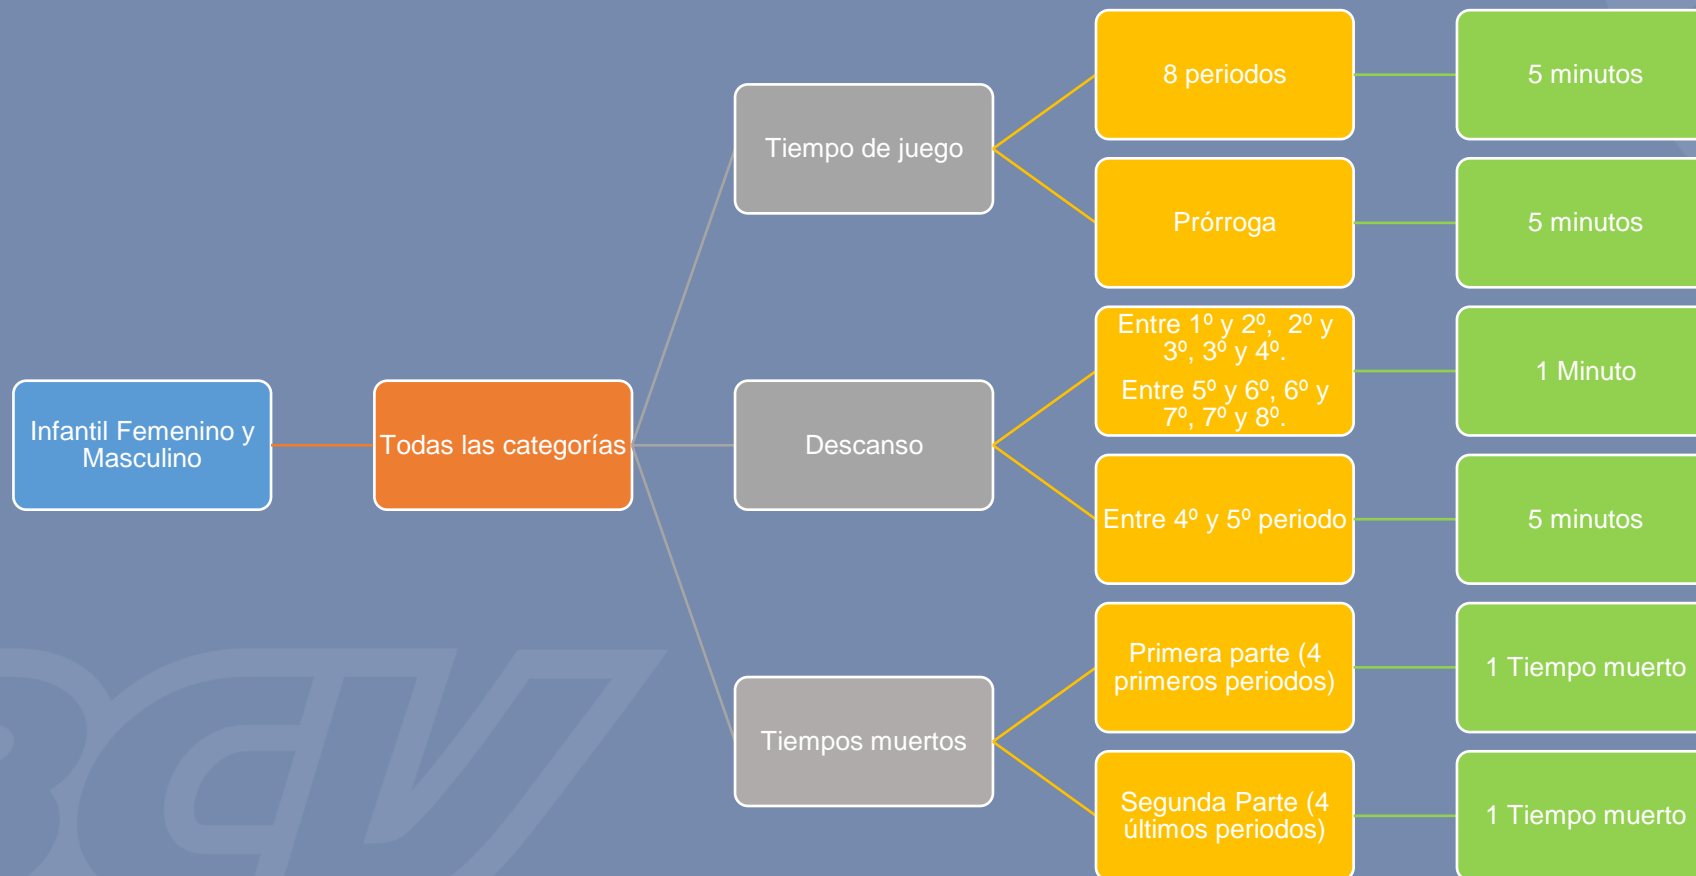 Infantil Femenino y
Masculino
Todas las categorías
Tiempo de juego
8 periodos
5 minutos
Prórroga
5 minutos
Descanso
Entre 1º y 2º,  2º y
3º, 3º y 4º.
Entre 5º y 6º, 6º y
7º, 7º y 8º.
1 Minuto
Entre 4º y 5º periodo
5 minutos
Tiempos muertos
Primera parte (4
primeros periodos)
1 Tiempo muerto
Segunda Parte (4
últimos periodos)
1 Tiempo muerto